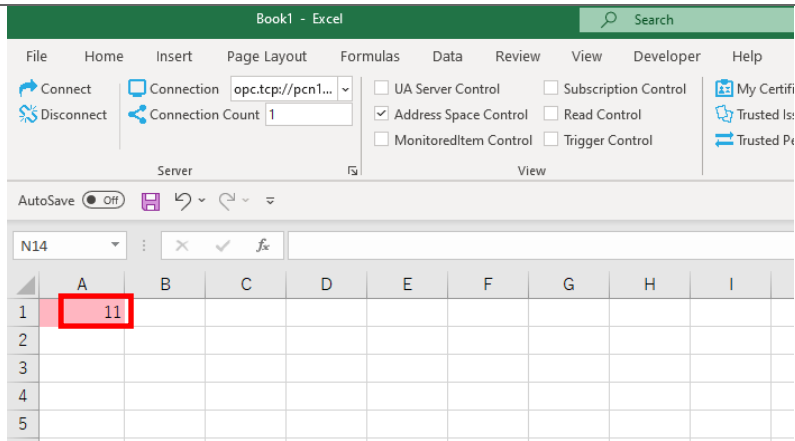 Book1 - Excel
Search
File Home Insert Page Layout Formulas Data Review View Developer Help
Connect Connection opc.tcp://pcn1... UA Server Control Subscription Control My Certifi
Disconnect Connection Count 1 Address Space Control Read Control Trusted Iss
MonitoredItem Control Trigger Control Trusted Pe
Server View
AutoSave Off
N14 fx
A B C D E F G H I
1 11
2
3
4
5